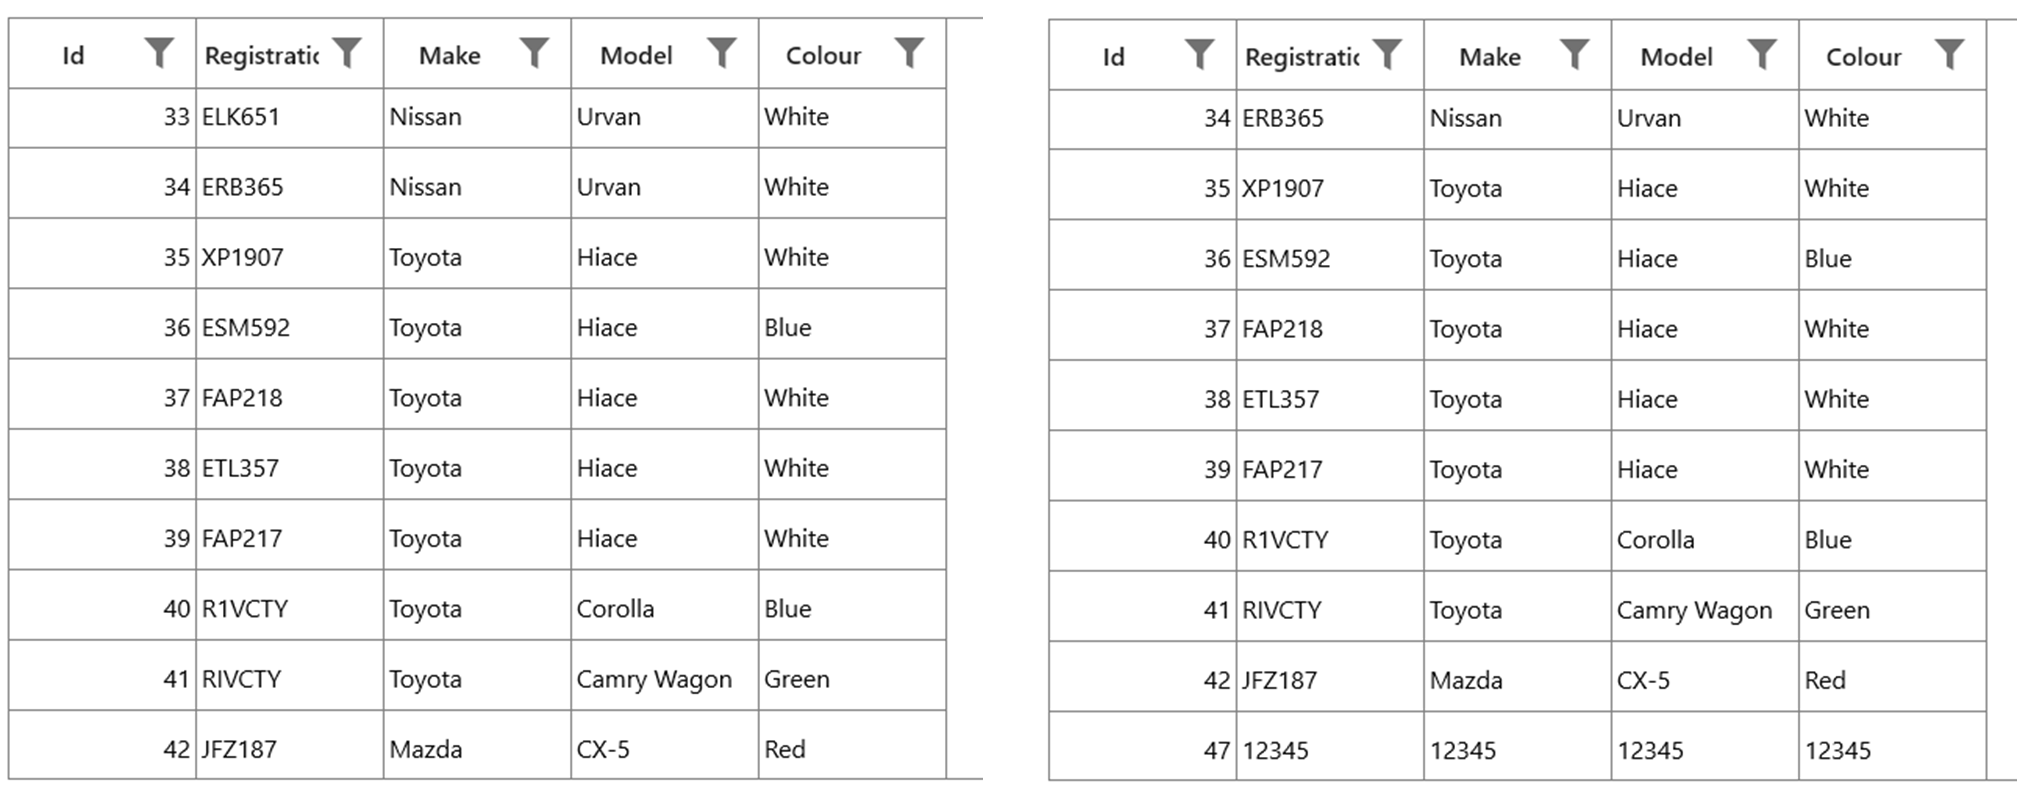 Id Registratic Make Model Colour
33 ELK651 Nissan Urvan White
34 ERB365 Nissan Urvan White
35 XP1907 Toyota Hiace White
36 ESM592 Toyota Hiace Blue
37 FAP218 Toyota Hiace White
38 ETL357 Toyota Hiace White
39 FAP217 Toyota Hiace White
40 R1VCTY Toyota Corolla Blue
41 RIVCTY Toyota Camry Wagon Green
42 JFZ187 Mazda CX-5 Red
Id Registratic Make Model Colour
34 ERB365 Nissan Urvan White
35 XP1907 Toyota Hiace White
36 ESM592 Toyota Hiace Blue
37 FAP218 Toyota Hiace White
38 ETL357 Toyota Hiace White
39 FAP217 Toyota Hiace White
40 R1VCTY Toyota Corolla Blue
41 RIVCTY Toyota Camry Wagon Green
42 JFZ187 Mazda CX-5 Red
47 12345 12345 12345 12345